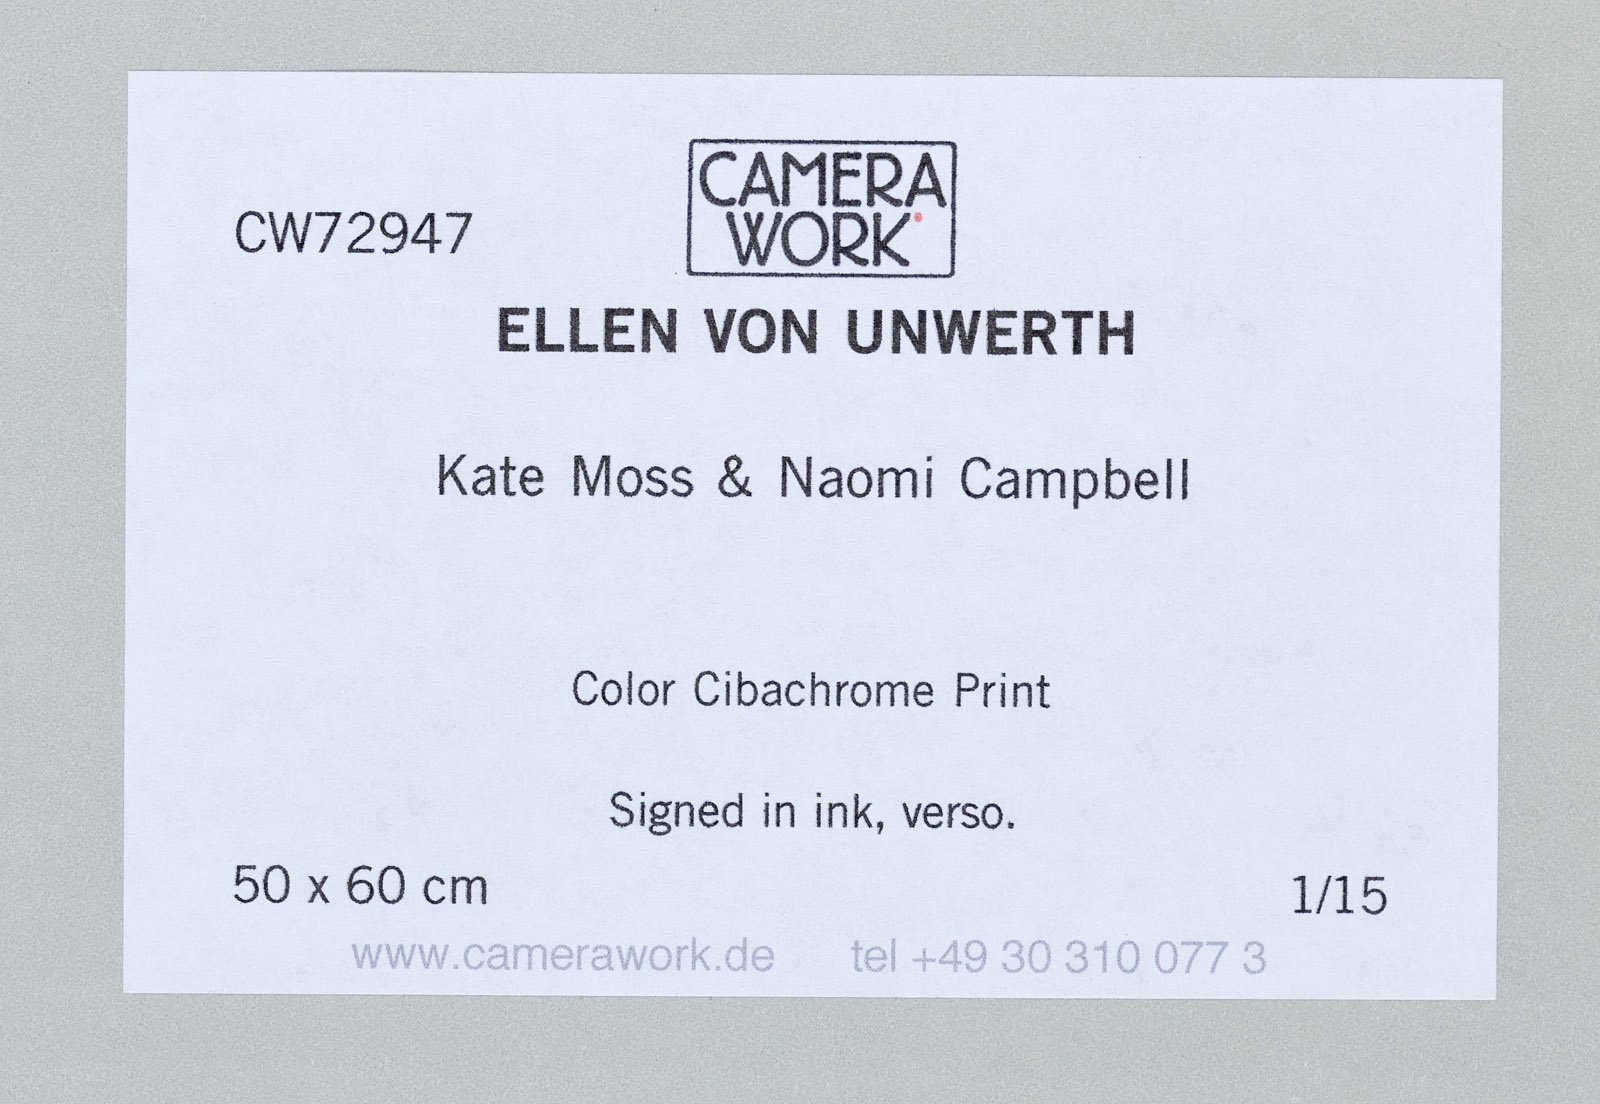 CAMERA
WORK
CW72947
ELLEN VON UNWERTH
Kate Moss & Naomi Campbell
Color Cibachrome Print
Signed in ink, verso.
50 x 60 cm
1/15
www.camerawork.de tel +49 30 310 077 3